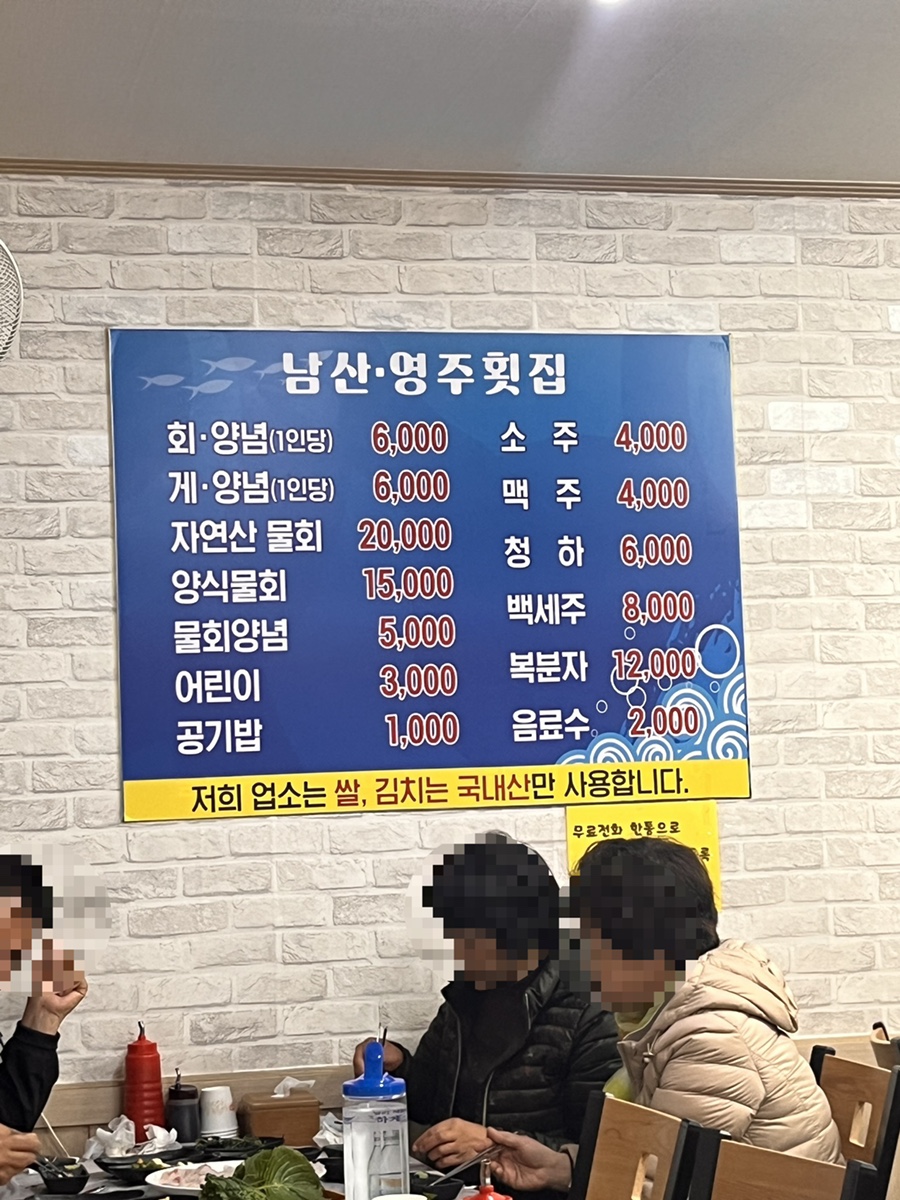 남산·영주횟집
회·양념(1인당) 6,000
게·양념(1인당) 6,000
자연산 물회 20,000
양식물회 15,000
물회양념 5,000
어린이 3,000
공기밥 1,000
소 주 4,000
맥 주 4,000
청 하 6,000
백세주 8,000
복분자 12,000
음료수 2,000
저희 업소는 쌀, 김치는 국내산만 사용합니다.
무료전화 한통으로